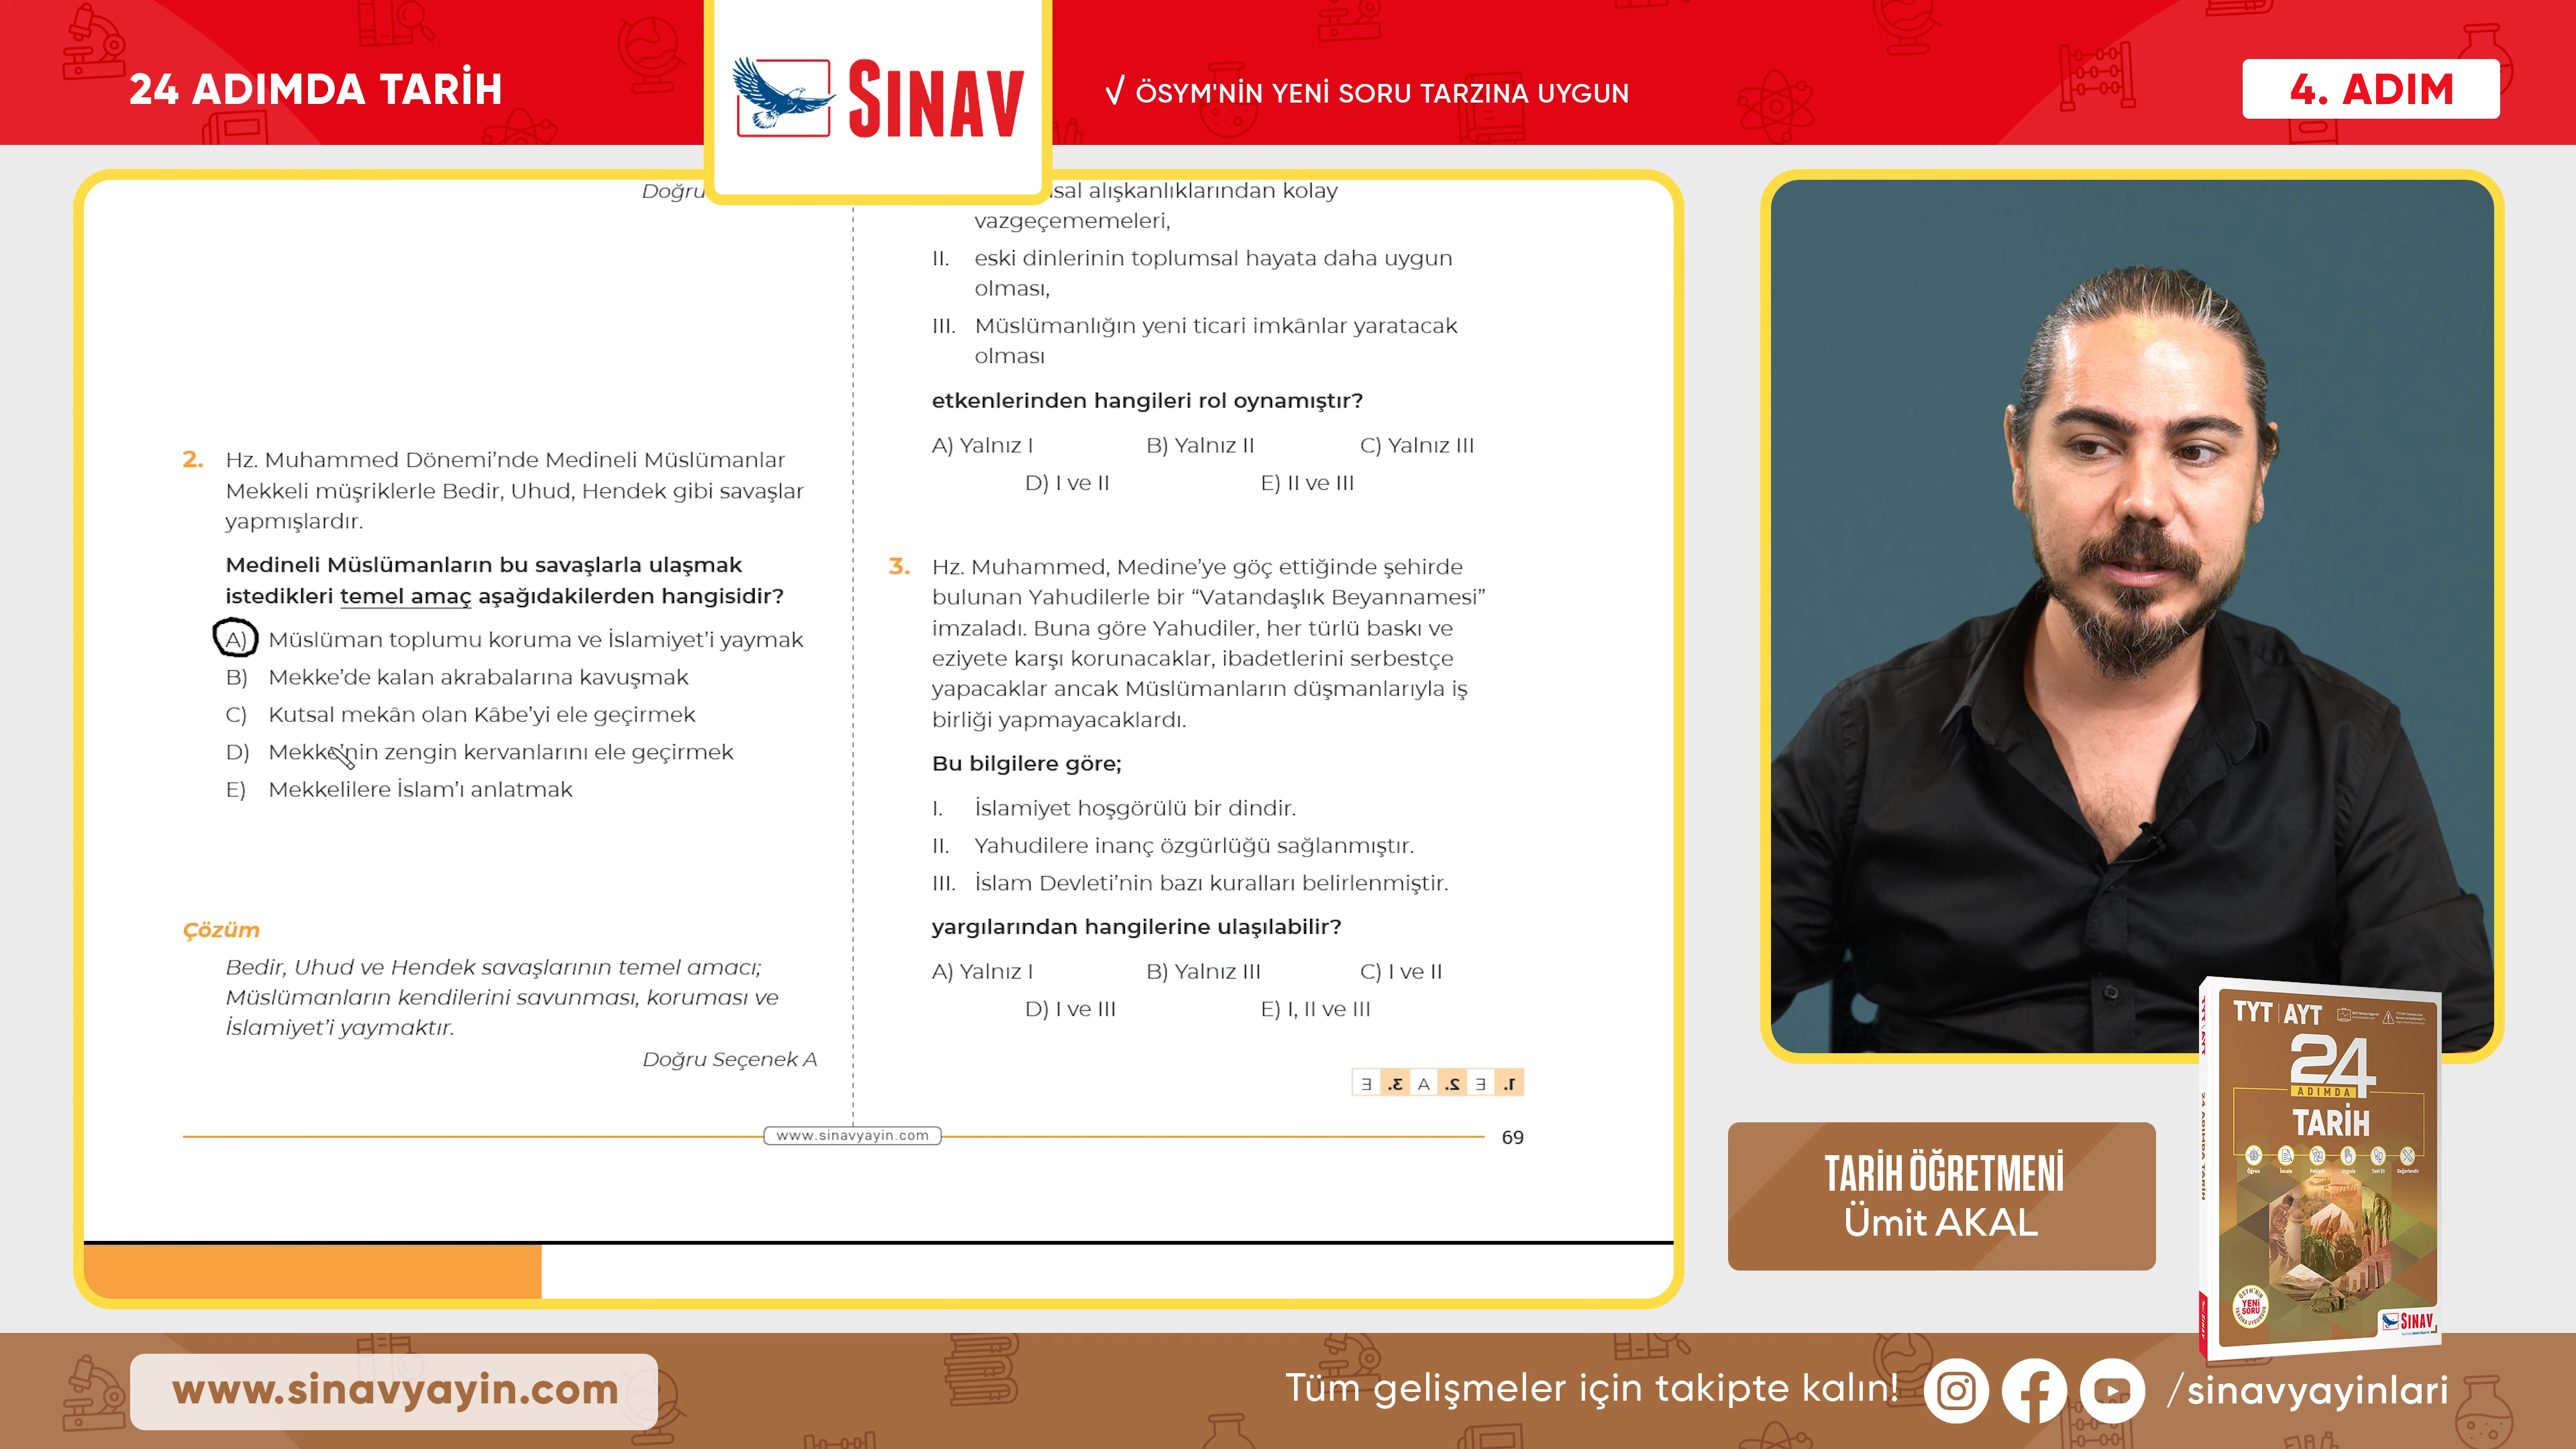 24 ADIMDA TARİH
SINAV
√ ÖSYM'NİN YENİ SORU TARZINA UYGUN
4. ADIM
Doğru
2. Hz. Muhammed Dönemi'nde Medineli Müslümanlar
Mekkeli müşriklerle Bedir, Uhud, Hendek gibi savaşlar
yapmışlardır.
Medineli Müslümanların bu savaşlarla ulaşmak
istedikleri temel amaç aşağıdakilerden hangisidir?
A) Müslüman toplumu koruma ve İslamiyet'i yaymak
B) Mekke'de kalan akrabalarına kavuşmak
C) Kutsal mekân olan Kâbe'yi ele geçirmek
D) Mekke'nin zengin kervanlarını ele geçirmek
E) Mekkelilere İslam'ı anlatmak
Çözüm
Bedir, Uhud ve Hendek savaşlarının temel amacı;
Müslümanların kendilerini savunması, koruması ve
İslamiyet'i yaymaktır.
Doğru Seçenek A
alışkanlıklarından kolay
vazgeçememeleri,
II. eski dinlerinin toplumsal hayata daha uygun
olması,
III. Müslümanlığın yeni ticari imkânlar yaratacak
olması
etkenlerinden hangileri rol oynamıştır?
A) Yalnız I B) Yalnız II C) Yalnız III
D) I ve II E) II ve III
3. Hz. Muhammed, Medine'ye göç ettiğinde şehirde
bulunan Yahudilerle bir “Vatandaşlık Beyannamesi”
imzaladı. Buna göre Yahudiler, her türlü baskı ve
eziyete karşı korunacaklar, ibadetlerini serbestçe
yapacaklar ancak Müslümanların düşmanlarıyla iş
birliği yapmayacaklardı.
Bu bilgilere göre;
I. İslamiyet hoşgörülü bir dindir.
II. Yahudilere inanç özgürlüğü sağlanmıştır.
III. İslam Devleti'nin bazı kuralları belirlenmiştir.
yargılarından hangilerine ulaşılabilir?
A) Yalnız I B) Yalnız III C) I ve II
D) I ve III E) I, II ve III
1. E 2. A 3. E
www.sinavyayin.com
69
TARİH ÖĞRETMENİ
Ümit AKAL
TYT | AYT
24
ADIMDA
TARİH
YENİ
SORU
SINAV
www.sinavyayin.com
Tüm gelişmeler için takipte kalın!
/sinavyayinlari